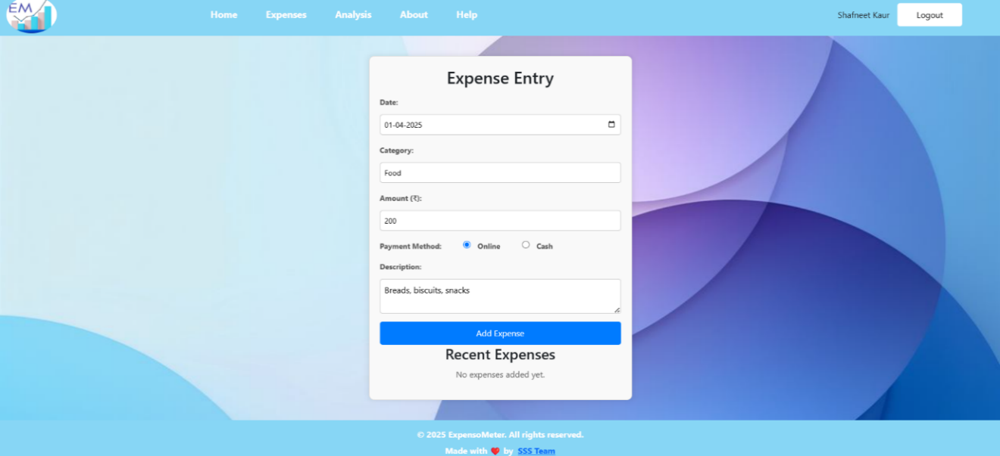 EM
Home Expenses Analysis About Help Shafneet Kaur Logout
Expense Entry
Date:
01-04-2025
Category:
Food
Amount (₹):
200
Payment Method: Online Cash
Description:
Breads, biscuits, snacks
Add Expense
Recent Expenses
No expenses added yet.
© 2025 ExpensoMeter. All rights reserved.
Made with ❤️ by SSS Team